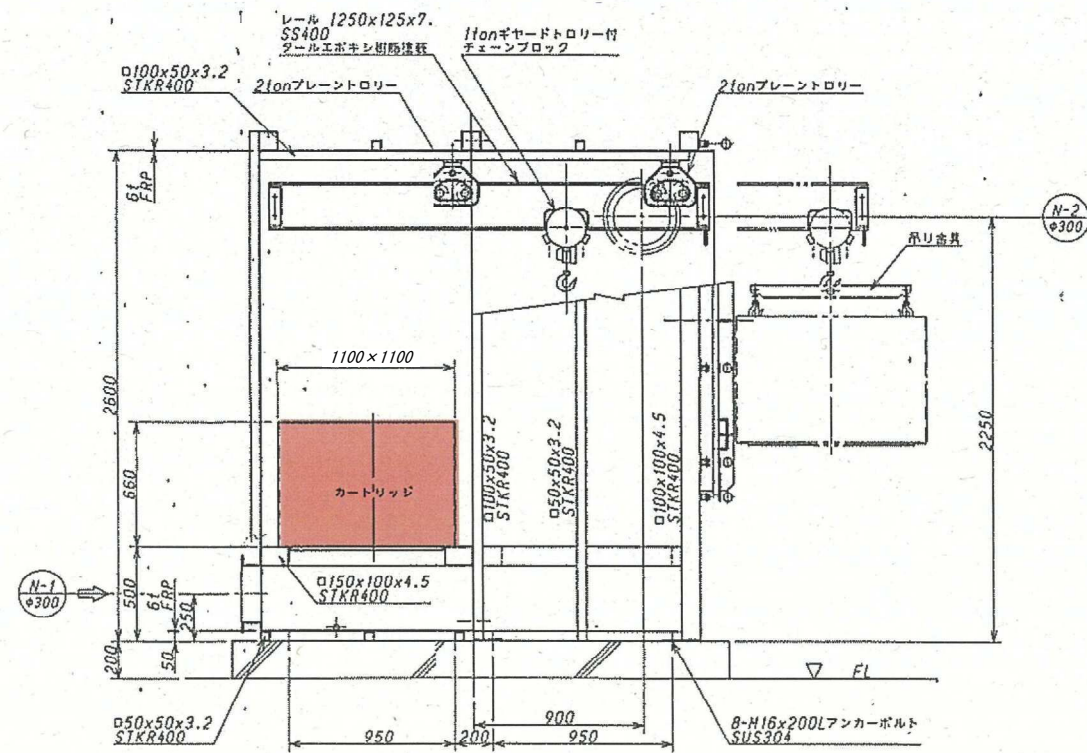 レール I250x125x7.
SS400
タールエポキシ樹脂塗装
1tonギヤードトロリー付
チェーンブロック
□100x50x3.2
STKR400
2tonプレーントロリー
2tonプレーントロリー
6t
FRP
N-2
φ300
吊り金具
2600
1100×1100
2250
660
カートリッジ
□100x50x3.2
STKR400
□50x50x3.2
STKR400
□100x100x4.5
STKR400
N-1
φ300
500
6t
FRP
250
□150x100x4.5
STKR400
200
50
FL
□50x50x3.2
STKR400
950
200
900
950
8-M16x200Lアンカーボルト
SUS304